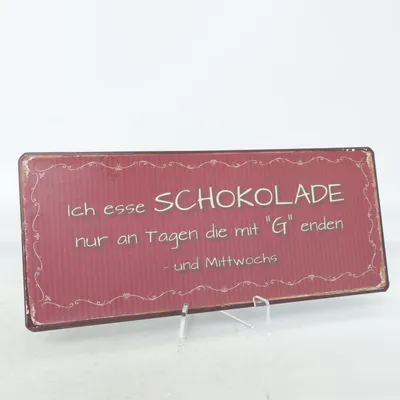 Ich esse SCHOKOLADE
nur an Tagen die mit "G" enden
- und Mittwochs